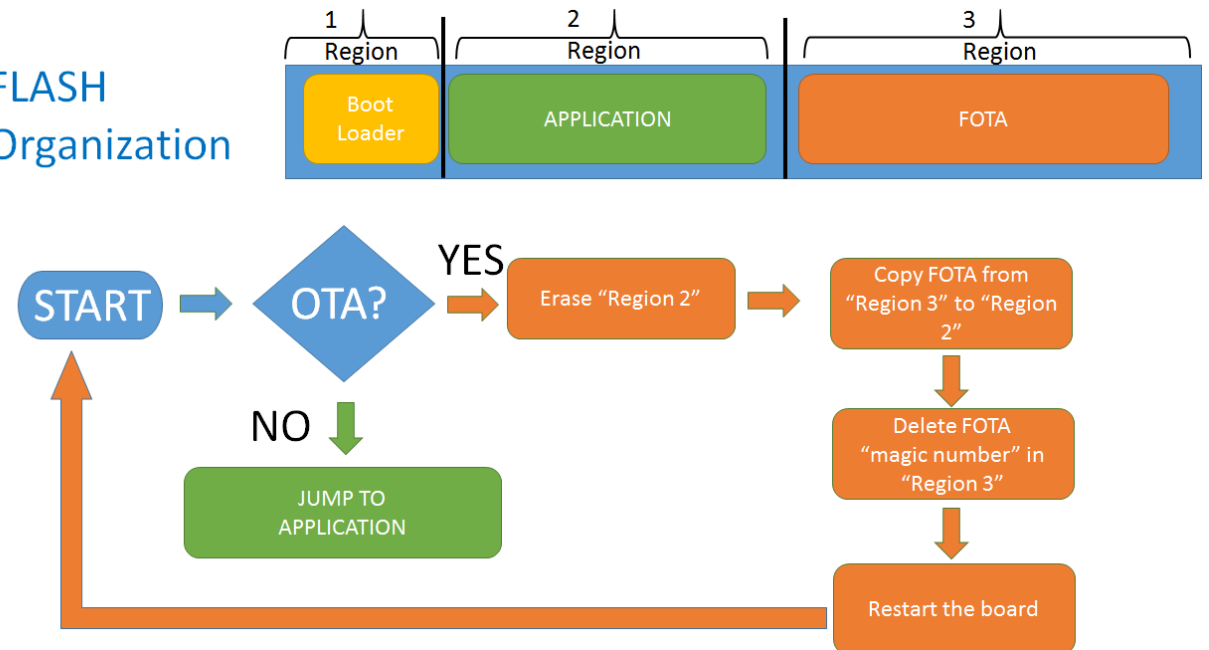 1
2
3
Region
Region
Region
FLASH
Organization
Boot
Loader
APPLICATION
FOTA
START
OTA?
YES
Erase “Region 2”
Copy FOTA from
“Region 3” to “Region
2”
NO
Delete FOTA
“magic number” in
“Region 3”
JUMP TO
APPLICATION
Restart the board